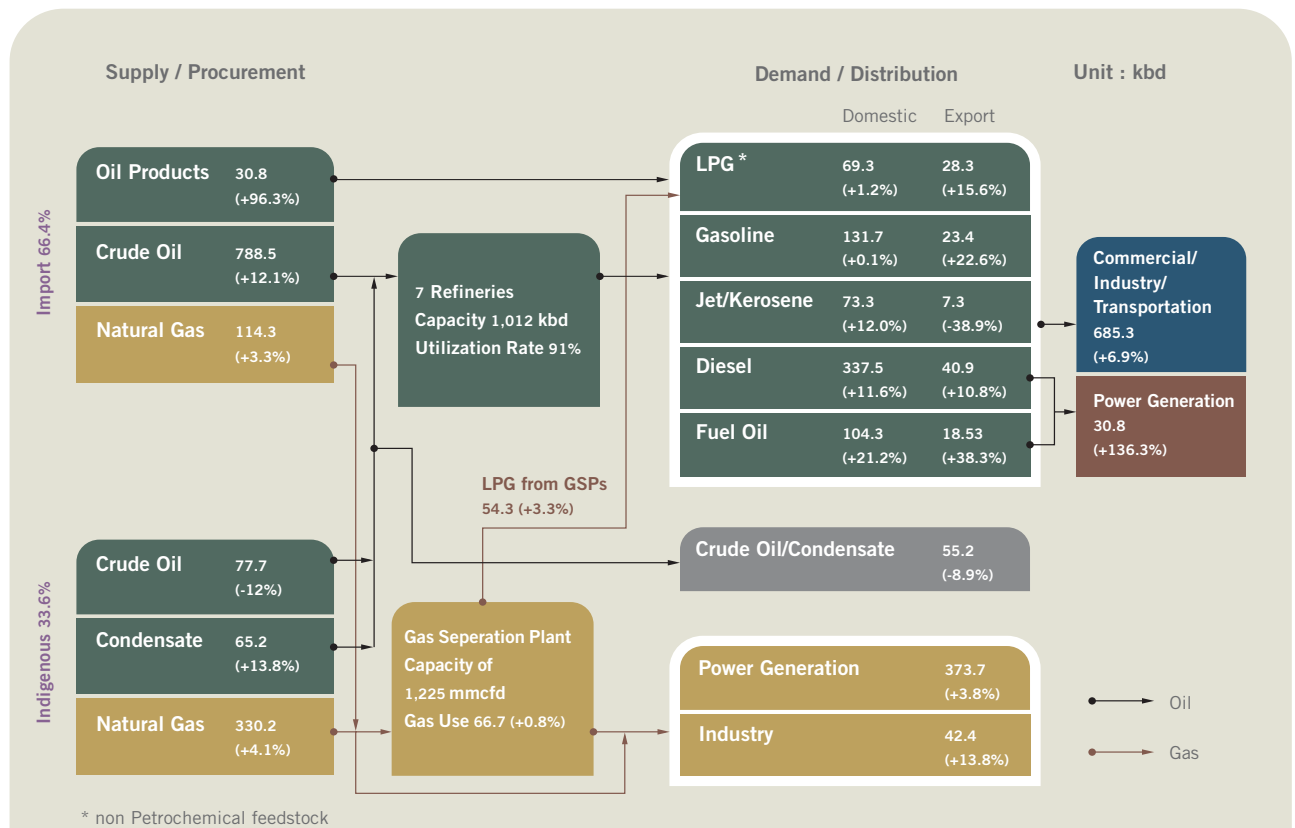 Supply / Procurement
Demand / Distribution
Unit : kbd
Domestic
Export
Import 66.4%
Oil Products 30.8
(+96.3%)
Crude Oil 788.5
(+12.1%)
Natural Gas 114.3
(+3.3%)
7 Refineries
Capacity 1,012 kbd
Utilization Rate 91%
LPG* 69.3 28.3
(+1.2%) (+15.6%)
Gasoline 131.7 23.4
(+0.1%) (+22.6%)
Jet/Kerosene 73.3 7.3
(+12.0%) (-38.9%)
Diesel 337.5 40.9
(+11.6%) (+10.8%)
Fuel Oil 104.3 18.53
(+21.2%) (+38.3%)
Commercial/
Industry/
Transportation
685.3
(+6.9%)
Power Generation
30.8
(+136.3%)
LPG from GSPs
54.3 (+3.3%)
Indigenous 33.6%
Crude Oil 77.7
(-12%)
Condensate 65.2
(+13.8%)
Natural Gas 330.2
(+4.1%)
Gas Seperation Plant
Capacity of
1,225 mmcfd
Gas Use 66.7 (+0.8%)
Crude Oil/Condensate 55.2
(-8.9%)
Power Generation 373.7
(+3.8%)
Industry 42.4
(+13.8%)
Oil
Gas
* non Petrochemical feedstock